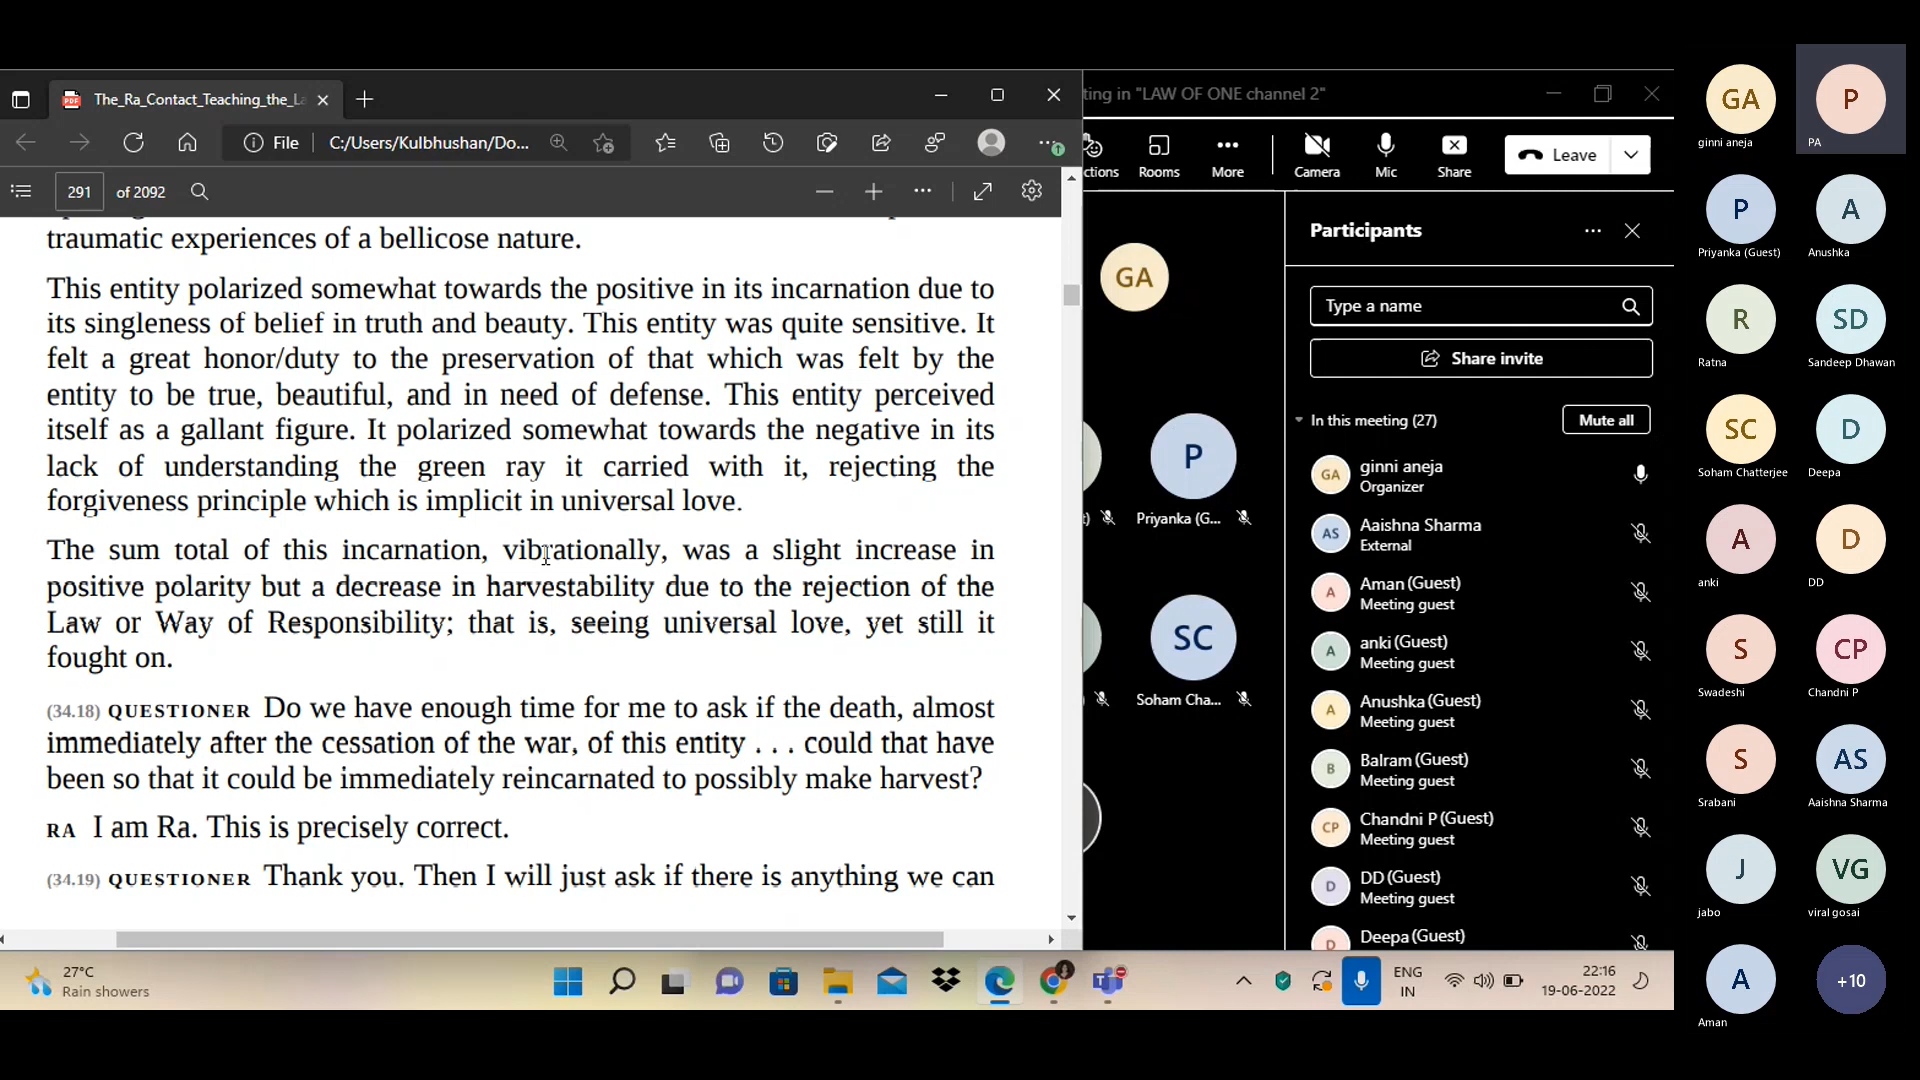 The_Ra_Contact_Teaching_the_La
File
C:/Users/Kulbhushan/Do...
291 of 2092
traumatic experiences of a bellicose nature.
This entity polarized somewhat towards the positive in its incarnation due to
its singleness of belief in truth and beauty. This entity was quite sensitive. It
felt a great honor/duty to the preservation of that which was felt by the
entity to be true, beautiful, and in need of defense. This entity perceived
itself as a gallant figure. It polarized somewhat towards the negative in its
lack of understanding the green ray it carried with it, rejecting the
forgiveness principle which is implicit in universal love.
The sum total of this incarnation, vibrationally, was a slight increase in
positive polarity but a decrease in harvestability due to the rejection of the
Law or Way of Responsibility; that is, seeing universal love, yet still it
fought on.
(34.18) QUESTIONER Do we have enough time for me to ask if the death, almost
immediately after the cessation of the war, of this entity . . . could that have
been so that it could be immediately reincarnated to possibly make harvest?
RA I am Ra. This is precisely correct.
(34.19) QUESTIONER Thank you. Then I will just ask if there is anything we can
ting in "LAW OF ONE channel 2"
ctions
Rooms
More
Camera
Mic
Share
Leave
GA
P
Priyanka (G...
SC
Soham Cha...
Participants
Type a name
Share invite
In this meeting (27)
Mute all
GA
ginni aneja
Organizer
AS
Aaishna Sharma
External
A
Aman (Guest)
Meeting guest
A
anki (Guest)
Meeting guest
A
Anushka (Guest)
Meeting guest
B
Balram (Guest)
Meeting guest
CP
Chandni P (Guest)
Meeting guest
D
DD (Guest)
Meeting guest
D
Deepa (Guest)
GA
ginni aneja
P
PA
P
Priyanka (Guest)
A
Anushka
R
Ratna
SD
Sandeep Dhawan
SC
Soham Chatterjee
D
Deepa
A
anki
D
DD
S
Swadeshi
CP
Chandni P
S
Srabani
AS
Aaishna Sharma
J
jabo
VG
viral gosai
A
Aman
+10
27°C
Rain showers
ENG
IN
22:16
19-06-2022